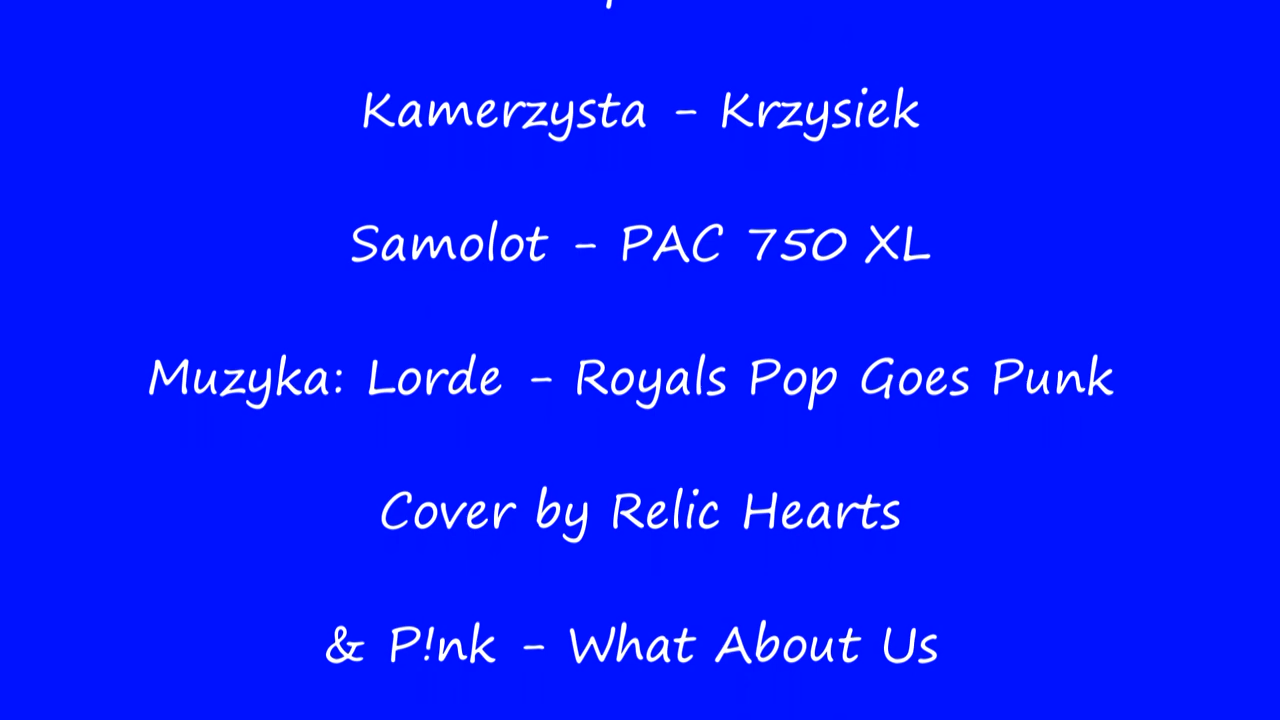 Kamerzysta - Krzysiek
Samolot - PAC 750 XL
Muzyka: Lorde - Royals Pop Goes Punk
Cover by Relic Hearts
& P!nk - What About Us